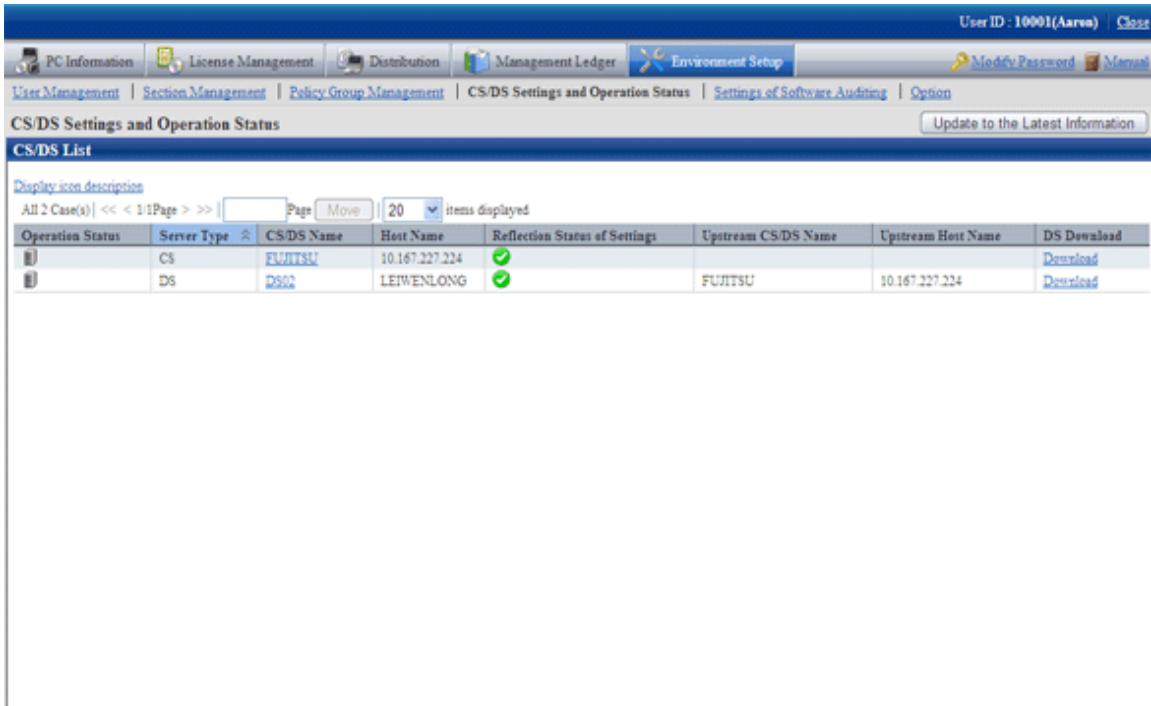 User ID : 10001(Aaron) Close
PC Information License Management Distribution Management Ledger Environment Setup Modify Password Manual
User Management | Section Management | Policy Group Management | CS/DS Settings and Operation Status | Settings of Software Auditing | Option
CS/DS Settings and Operation Status Update to the Latest Information
CS/DS List
Display icon description
All 2 Case(s)| << < 1/1Page > >> | Page Move | 20 items displayed
Operation Status Server Type CS/DS Name Host Name Reflection Status of Settings Upstream CS/DS Name Upstream Host Name DS Download
CS FUJITSU 10.167.227.224 Download
DS DS02 LEIWENLONG FUJITSU 10.167.227.224 Download